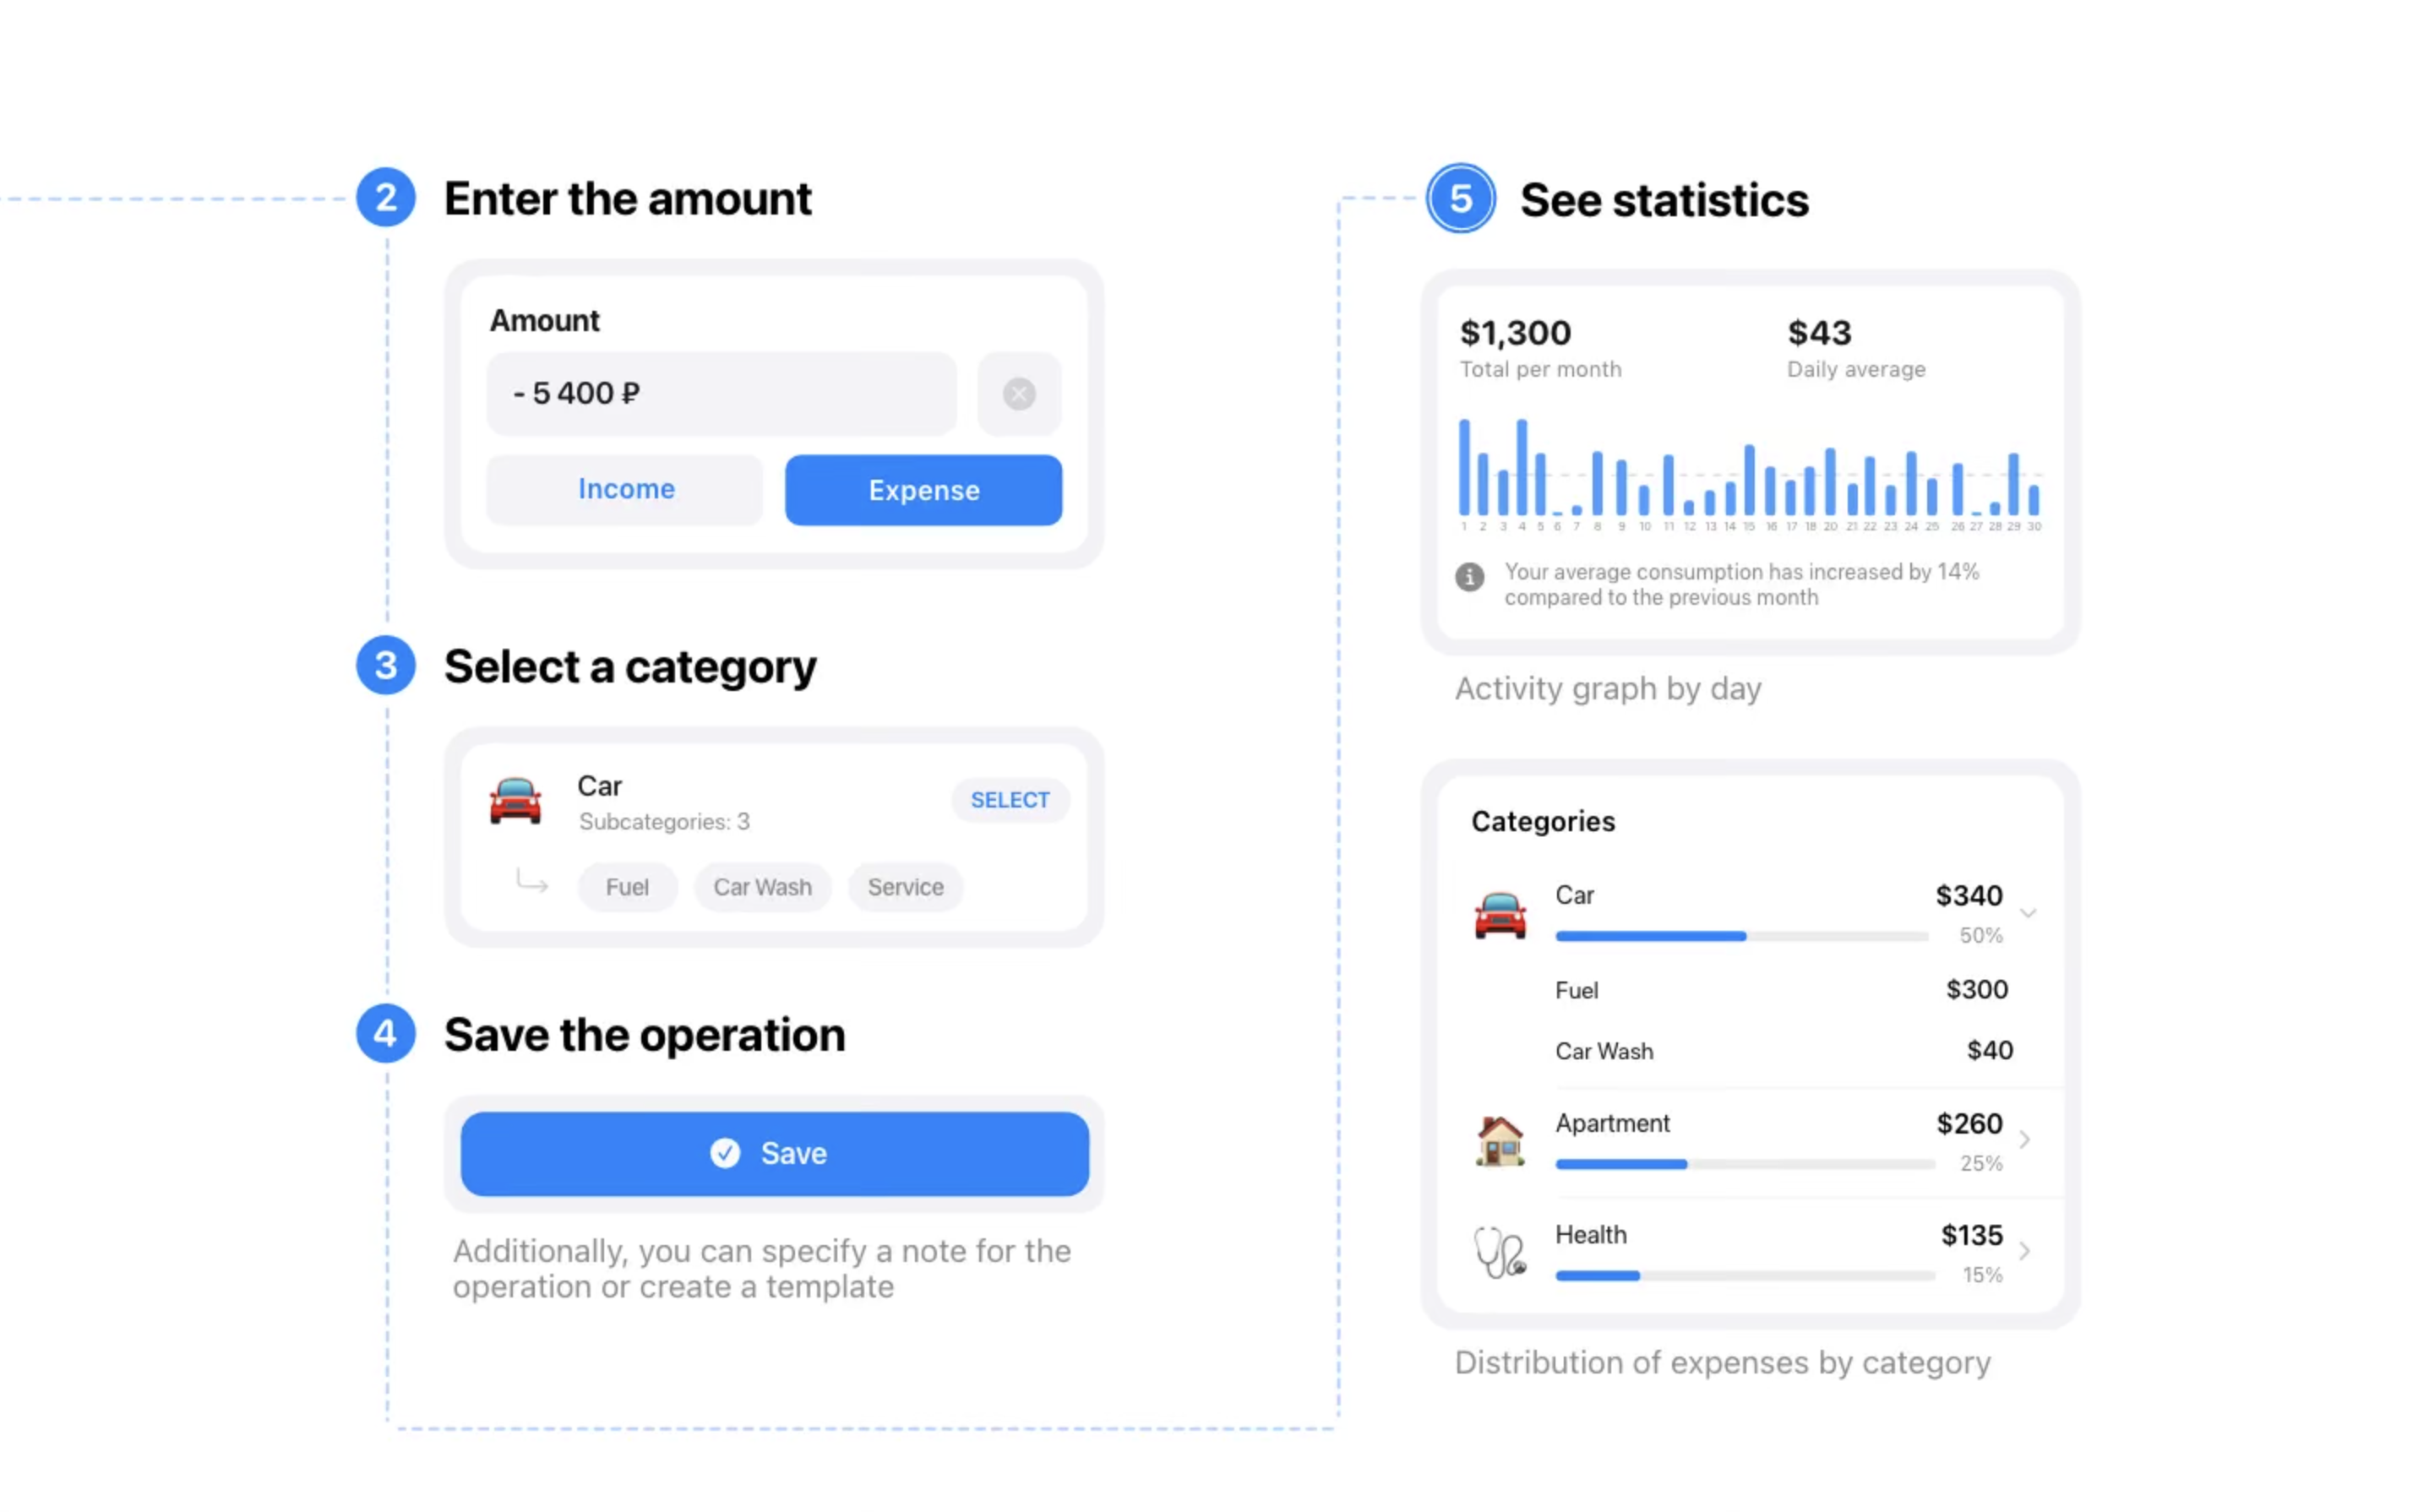 2
Enter the amount
Amount
- 5 400 ₽
Income
Expense
3
Select a category
Car
Subcategories: 3
SELECT
Fuel
Car Wash
Service
4
Save the operation
Save
Additionally, you can specify a note for the
operation or create a template
5
See statistics
$1,300
Total per month
$43
Daily average
1 2 3 4 5 6 7 8 9 10 11 12 13 14 15 16 17 18 20 21 22 23 24 25 26 27 28 29 30
Your average consumption has increased by 14%
compared to the previous month
Activity graph by day
Categories
Car
$340
50%
Fuel
$300
Car Wash
$40
Apartment
$260
25%
Health
$135
15%
Distribution of expenses by category